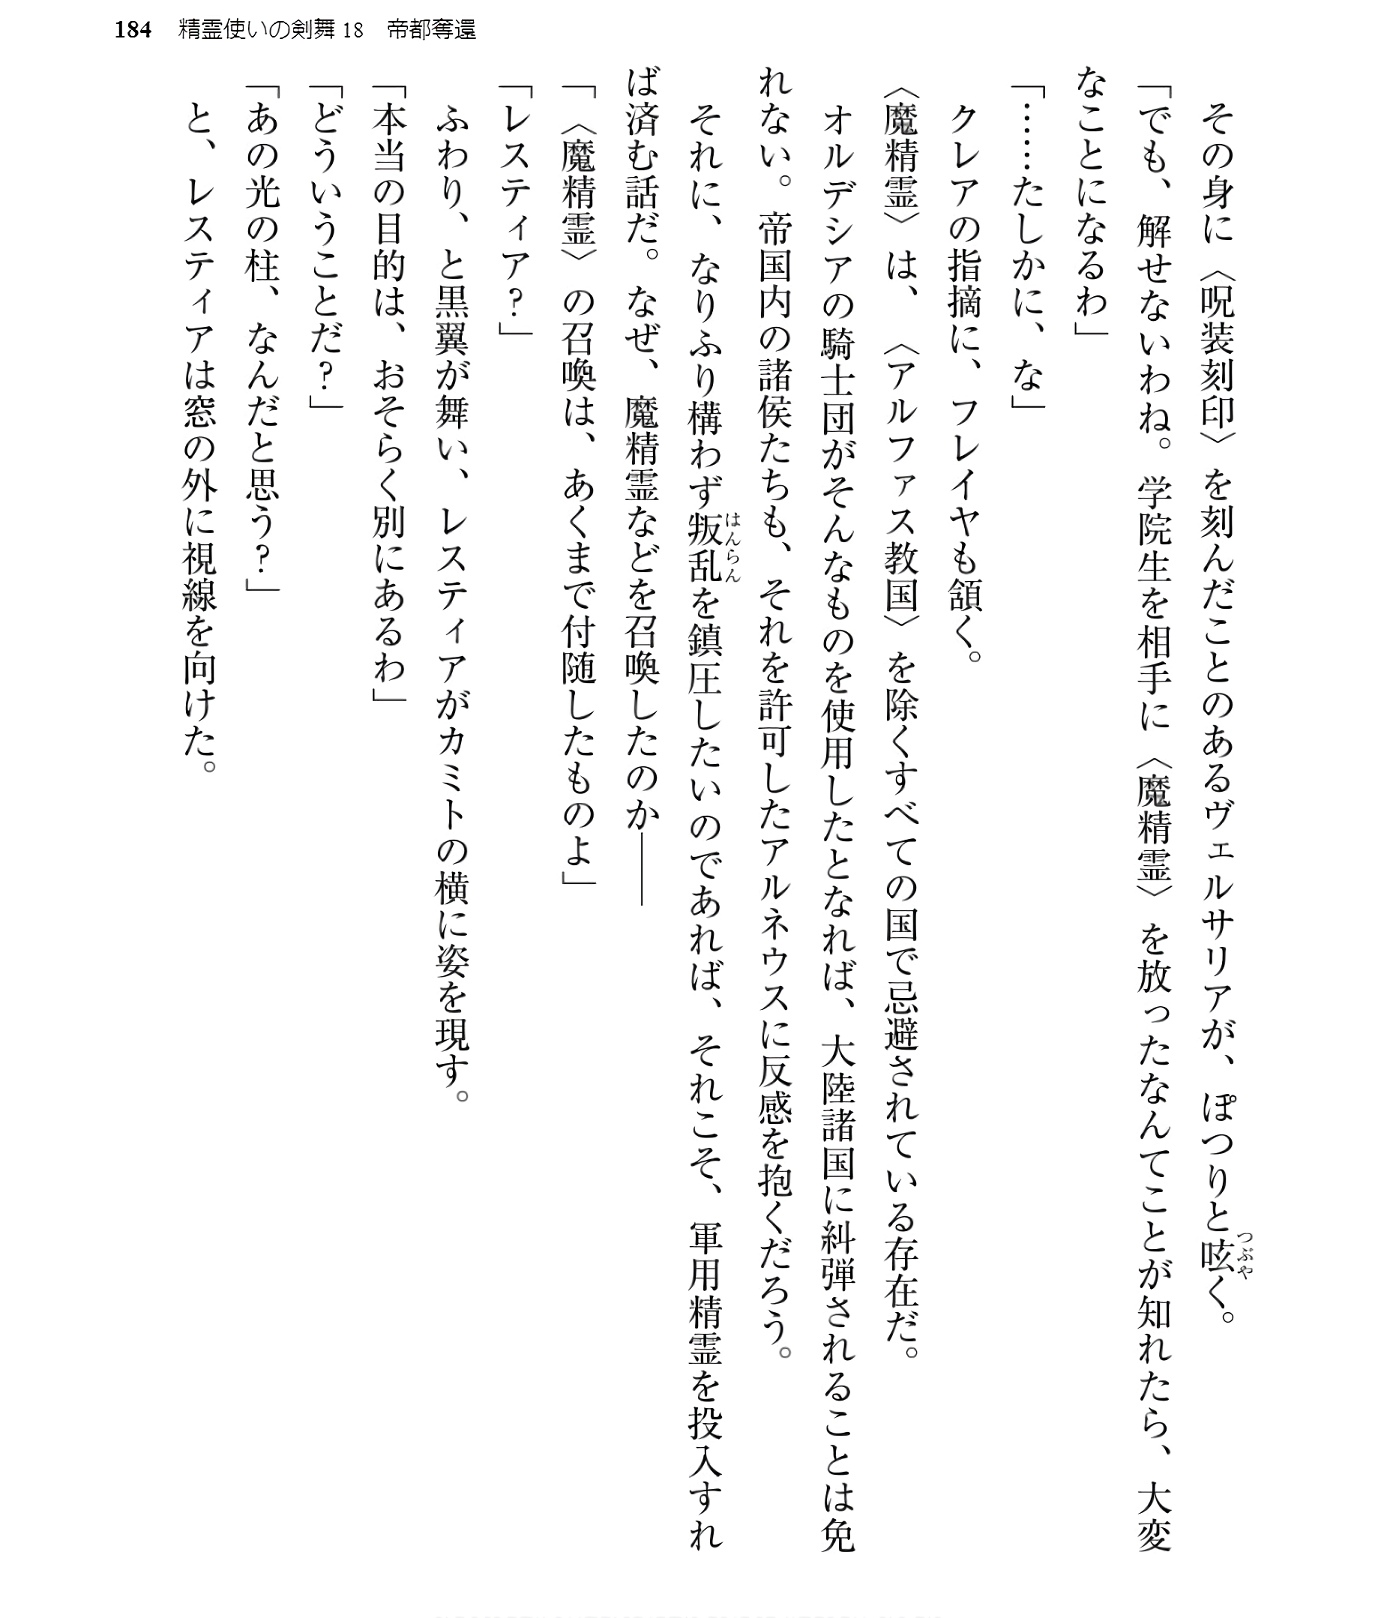 184 精霊使いの剣舞18 帝都奪還
その身に〈呪装刻印〉を刻んだことのあるヴェルサリアが、ぽつりと呟く。
「でも、解せないわね。学院生を相手に〈魔精霊〉を放ったなんてことが知れたら、大変
なことになるわ」
「……たしかに、な」
クレアの指摘に、フレイヤも頷く。
〈魔精霊〉は、〈アルファス教国〉を除くすべての国で忌避されている存在だ。
オルデシアの騎士団がそんなものを使用したとなれば、大陸諸国に糾弾されることは免
れない。帝国内の諸侯たちも、それを許可したアルネウスに反感を抱くだろう。
それに、なりふり構わず叛乱を鎮圧したいのであれば、それこそ、軍用精霊を投入すれ
ば済む話だ。なぜ、魔精霊などを召喚したのか――
「〈魔精霊〉の召喚は、あくまで付随したものよ」
「レスティア?」
ふわり、と黒翼が舞い、レスティアがカミトの横に姿を現す。
「本当の目的は、おそらく別にあるわ」
「どういうことだ?」
「あの光の柱、なんだと思う?」
と、レスティアは窓の外に視線を向けた。